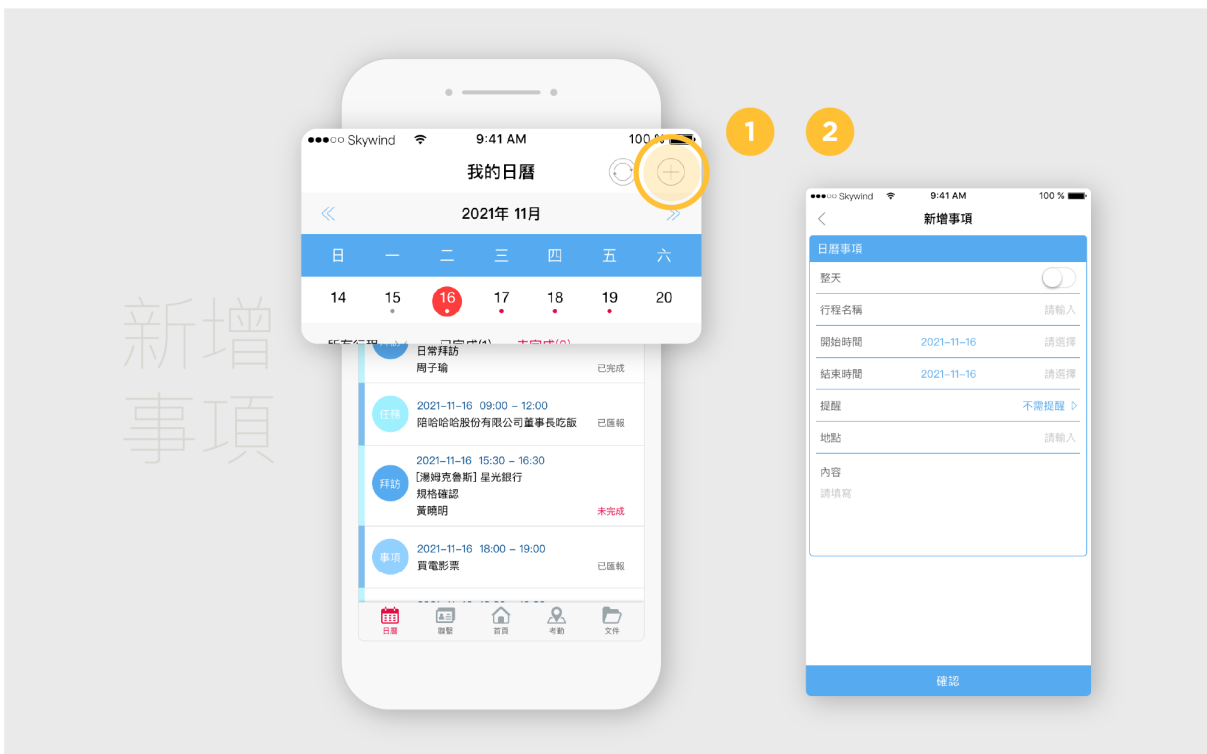 新增
事項
Skywind 9:41 AM 100 %
我的日曆
2021年 11月
日 一 二 三 四 五 六
14 15 16 17 18 19 20
日常拜訪
周子瑜 已完成
任務
2021-11-16 09:00 - 12:00
陪哈哈哈股份有限公司董事長吃飯 已匯報
拜訪
2021-11-16 15:30 - 16:30
[湯姆克魯斯] 星光銀行
規格確認
黃曉明 未完成
事項
2021-11-16 18:00 - 19:00
買電影票 已匯報
日曆 聯繫 首頁 考勤 文件
1 2
Skywind 9:41 AM 100 %
新增事項
日曆事項
整天
行程名稱 請輸入
開始時間 2021-11-16 請選擇
結束時間 2021-11-16 請選擇
提醒 不需提醒
地點 請輸入
內容
請填寫
確認